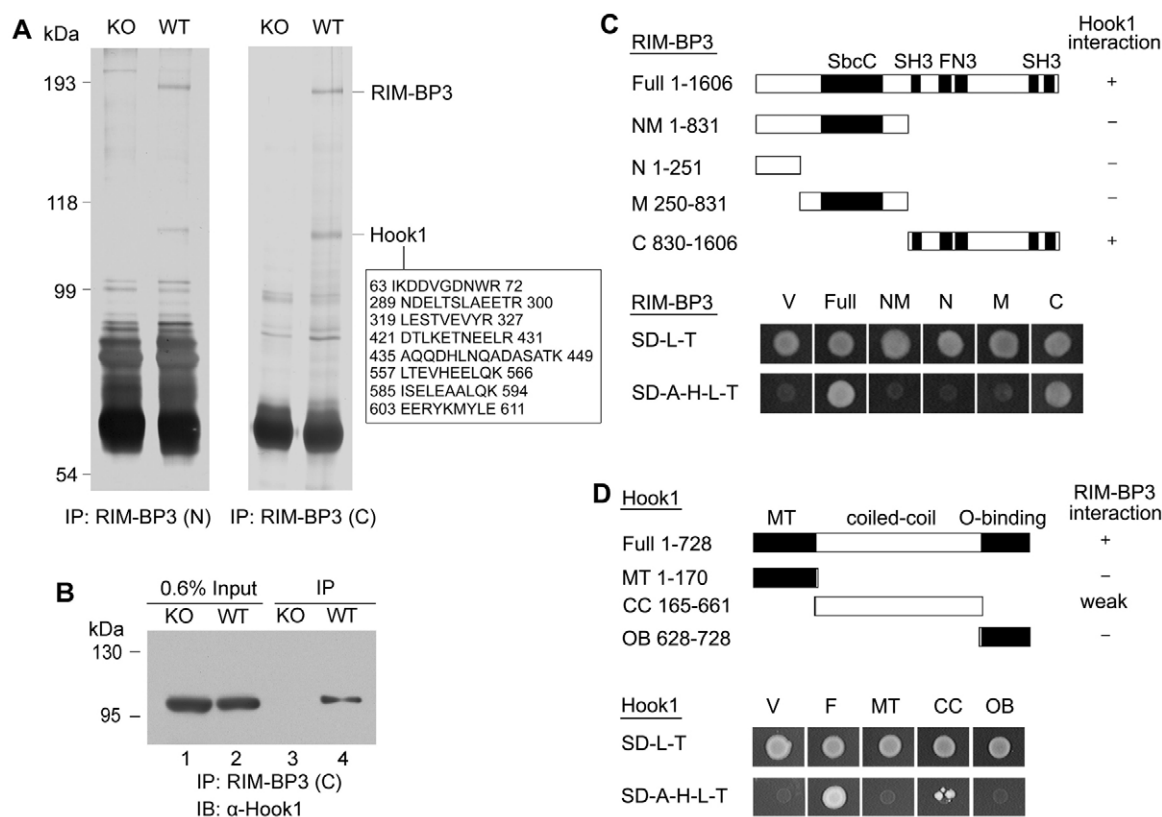 A
kDa
KO WT
KO WT
193
118
99
54
RIM-BP3
Hook1
63 IKDDVGDNWR 72
289 NDELTSLAEETR 300
319 LESTVEVYR 327
421 DTLKETNEELR 431
435 AQQDHLNQADASATK 449
557 LTEVHEELQK 566
585 ISELEAALQK 594
603 EERYKMYLE 611
IP: RIM-BP3 (N)
IP: RIM-BP3 (C)
B
0.6% Input IP
KO WT KO WT
kDa
130
95
1 2 3 4
IP: RIM-BP3 (C)
IB: α-Hook1
C
RIM-BP3
Hook1
interaction
SbcC SH3 FN3 SH3
Full 1-1606 +
NM 1-831 −
N 1-251 −
M 250-831 −
C 830-1606 +
RIM-BP3 V Full NM N M C
SD-L-T
SD-A-H-L-T
D
Hook1
RIM-BP3
interaction
MT coiled-coil O-binding
Full 1-728 +
MT 1-170 −
CC 165-661 weak
OB 628-728 −
Hook1 V F MT CC OB
SD-L-T
SD-A-H-L-T